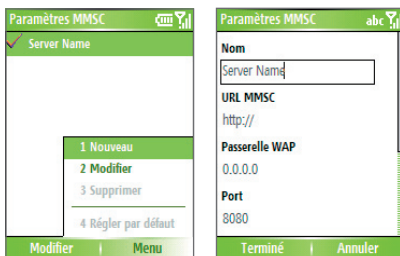 Paramètres MMSC
Server Name
1 Nouveau
2 Modifier
3 Supprimer
4 Régler par défaut
Modifier Menu
Paramètres MMSC abc
Nom
Server Name
URL MMSC
http://
Passerelle WAP
0.0.0.0
Port
8080
Terminé Annuler